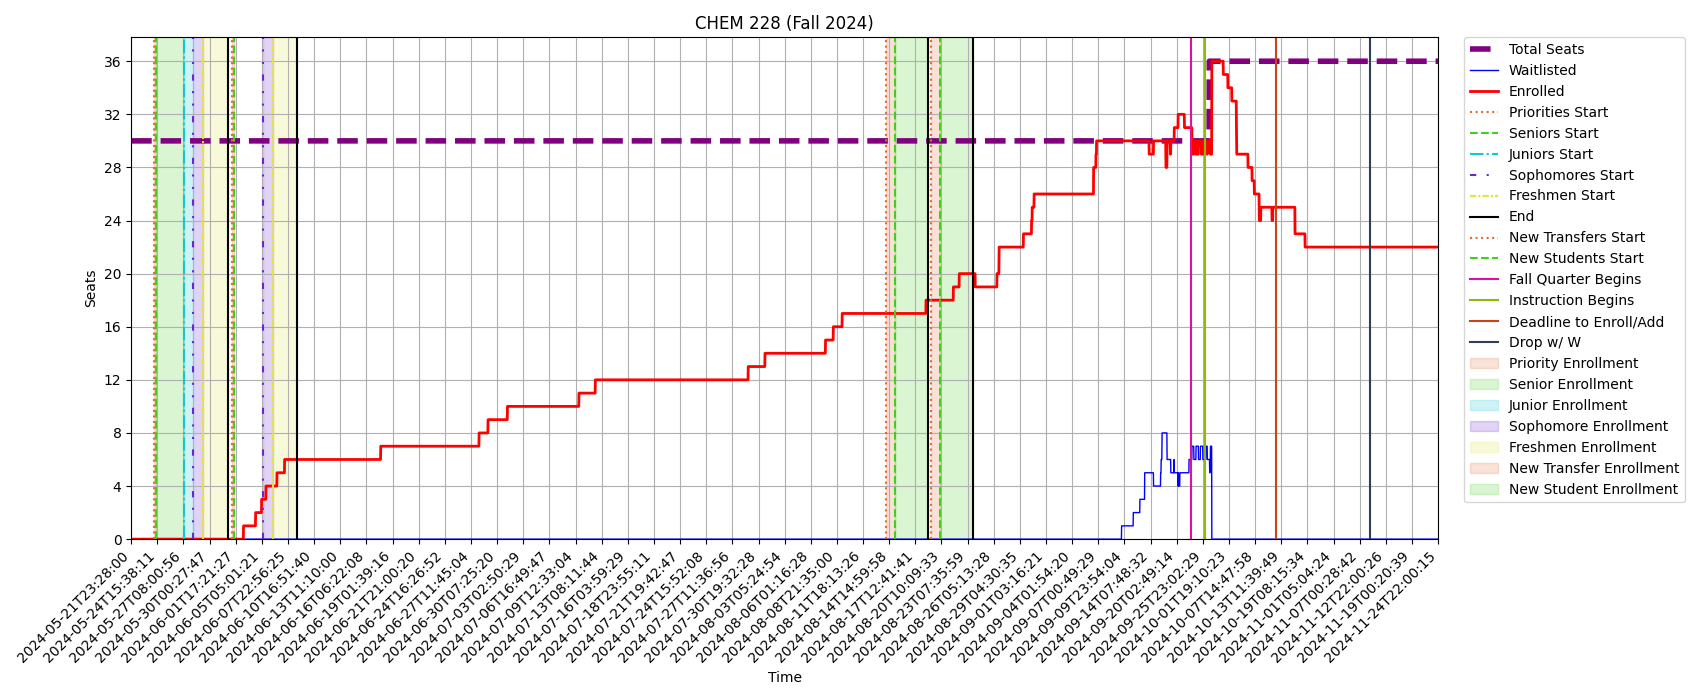 CHEM 228 (Fall 2024)
Seats
36
32
28
24
20
16
12
8
4
0
2024-05-21T23:28:00
2024-05-24T15:38:11
2024-05-27T08:00:56
2024-05-30T00:27:47
2024-06-01T17:21:27
2024-06-05T05:01:21
2024-06-07T22:56:23
2024-06-10T16:51:40
2024-06-13T11:10:00
2024-06-16T06:22:08
2024-06-19T01:39:16
2024-06-21T21:00:26
2024-06-24T16:26:52
2024-06-27T11:45:04
2024-06-30T07:25:20
2024-07-03T02:50:29
2024-07-06T16:49:47
2024-07-09T12:33:04
2024-07-13T08:11:44
2024-07-16T03:59:29
2024-07-18T23:55:11
2024-07-21T19:42:47
2024-07-24T15:52:08
2024-07-27T11:36:56
2024-07-30T19:32:28
2024-08-03T05:24:54
2024-08-06T01:16:28
2024-08-08T21:35:00
2024-08-11T18:13:26
2024-08-14T14:59:58
2024-08-17T12:41:41
2024-08-20T10:09:33
2024-08-23T07:35:59
2024-08-26T05:13:28
2024-08-29T04:30:35
2024-09-01T03:16:21
2024-09-04T01:54:20
2024-09-07T00:49:29
2024-09-09T23:54:04
2024-09-14T07:48:32
2024-09-20T02:49:14
2024-09-25T23:02:29
2024-10-01T19:10:23
2024-10-07T14:47:58
2024-10-13T11:39:49
2024-10-19T08:15:34
2024-11-01T05:04:24
2024-11-07T00:28:42
2024-11-12T22:00:26
2024-11-19T00:20:39
2024-11-24T22:00:15
Time
Total Seats
Waitlisted
Enrolled
Priorities Start
Seniors Start
Juniors Start
Sophomores Start
Freshmen Start
End
New Transfers Start
New Students Start
Fall Quarter Begins
Instruction Begins
Deadline to Enroll/Add
Drop w/ W
Priority Enrollment
Senior Enrollment
Junior Enrollment
Sophomore Enrollment
Freshmen Enrollment
New Transfer Enrollment
New Student Enrollment